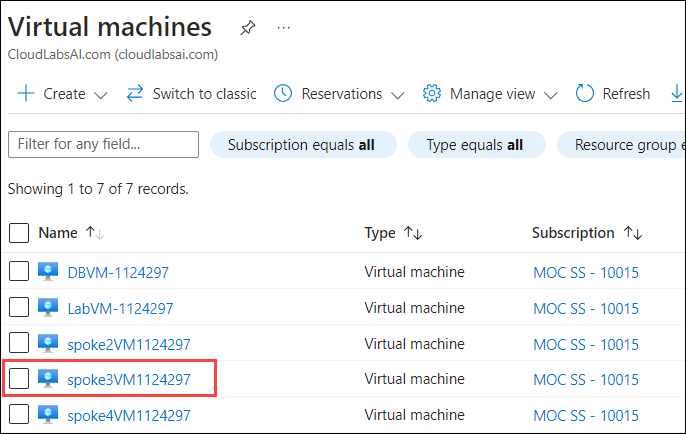 Virtual machines
CloudLabsAI.com (cloudlabsai.com)
Create Switch to classic Reservations Manage view Refresh
Filter for any field... Subscription equals all Type equals all Resource group e
Showing 1 to 7 of 7 records.
Name Type Subscription
DBVM-1124297 Virtual machine MOC SS - 10015
LabVM-1124297 Virtual machine MOC SS - 10015
spoke2VM1124297 Virtual machine MOC SS - 10015
spoke3VM1124297 Virtual machine MOC SS - 10015
spoke4VM1124297 Virtual machine MOC SS - 10015